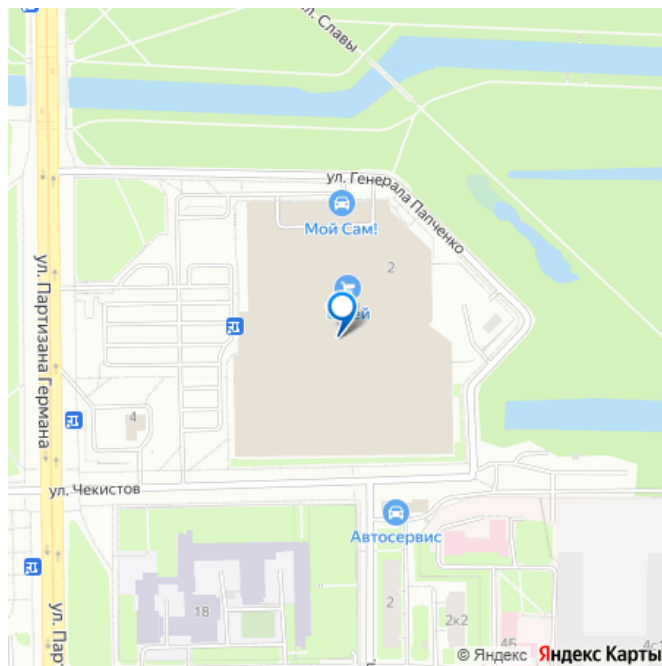 ул. Славы
ул. Генерала Папченко
Мой Сам!
2
ул. Партизана Германа
4
ул. Чекистов
Автосервис
18
2
2к2
4Б
ул. Пар
© Яндекс Яндекс Карты